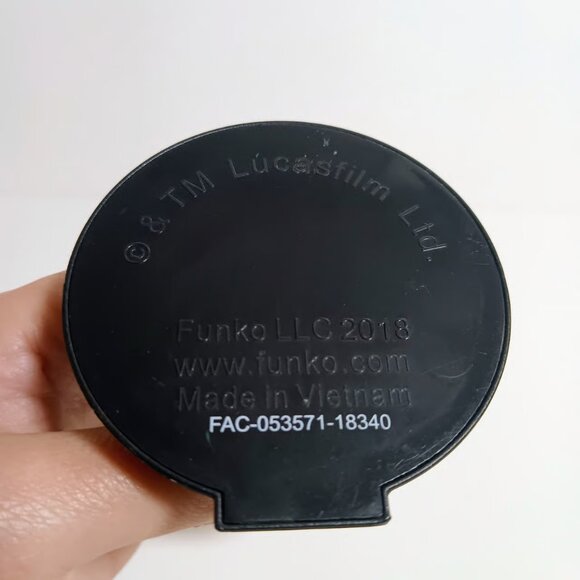 © & TM Lucasfilm Ltd.
Funko LLC 2018
www.funko.com
Made in Vietnam
FAC-053571-18340